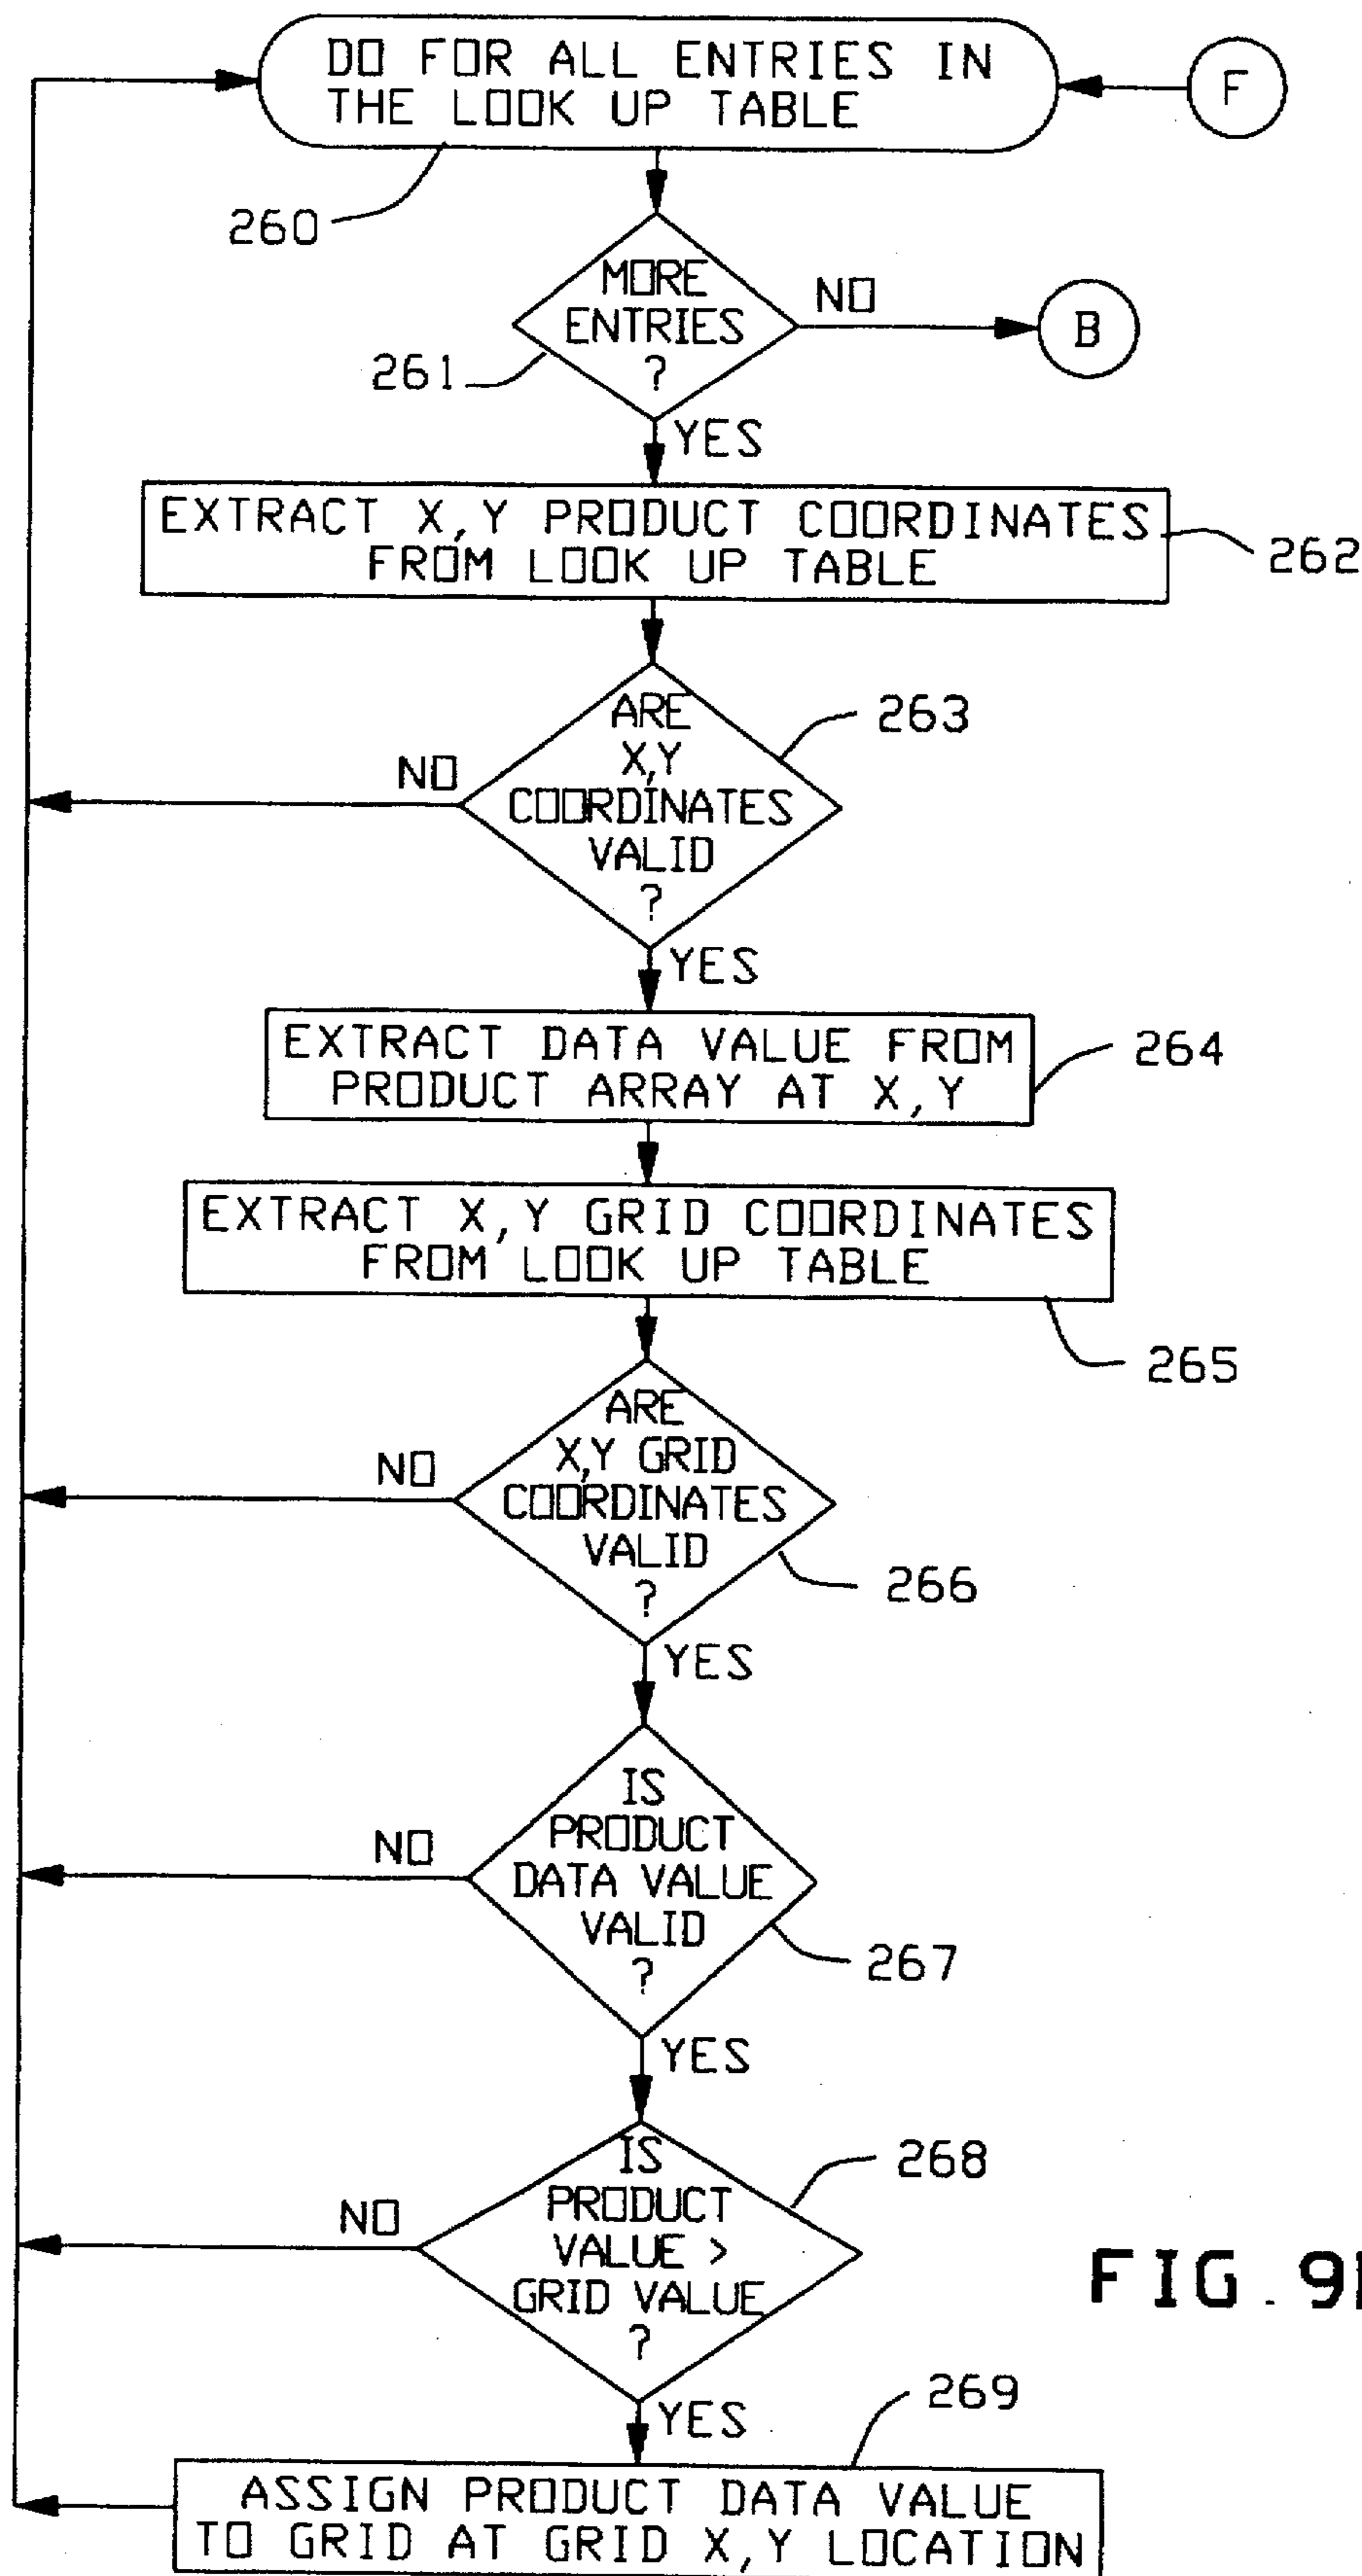 DO FOR ALL ENTRIES IN
THE LOOK UP TABLE
F
260
MORE
ENTRIES
?
NO
B
261
YES
EXTRACT X,Y PRODUCT COORDINATES
FROM LOOK UP TABLE
262
ARE
X,Y
COORDINATES
VALID
?
263
NO
YES
EXTRACT DATA VALUE FROM
PRODUCT ARRAY AT X,Y
264
EXTRACT X,Y GRID COORDINATES
FROM LOOK UP TABLE
265
ARE
X,Y GRID
COORDINATES
VALID
?
NO
266
YES
IS
PRODUCT
DATA VALUE
VALID
?
NO
267
YES
IS
PRODUCT
VALUE >
GRID VALUE
?
268
NO
FIG. 9
YES
269
ASSIGN PRODUCT DATA VALUE
TO GRID AT GRID X,Y LOCATION